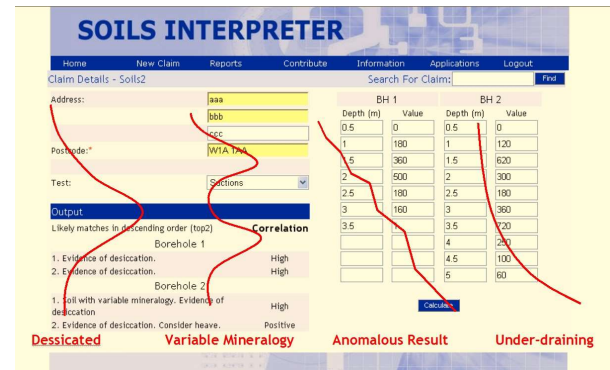 SOILS INTERPRETER
Home New Claim Reports Contribute Information Applications Logout
Claim Details - Soils2 Search For Claim: Find
Address: aaa
bbb
ccc
Postcode:* W1A 1AA
Test: Suctions
Output
Likely matches in descending order (top2) Correlation
Borehole 1
1. Evidence of desiccation. High
2. Evidence of desiccation. High
Borehole 2
1. Soil with variable mineralogy. Evidence of desiccation High
2. Evidence of desiccation. Consider heave. Positive
BH 1 BH 2
Depth (m) Value Depth (m) Value
0.5 0 0.5 0
1 180 1 120
1.5 360 1.5 620
2 500 2 300
2.5 180 2.5 180
3 160 3 360
3.5 3.5 720
4
4.5 100
5 60
Calculate
Dessicated Variable Mineralogy Anomalous Result Under-draining